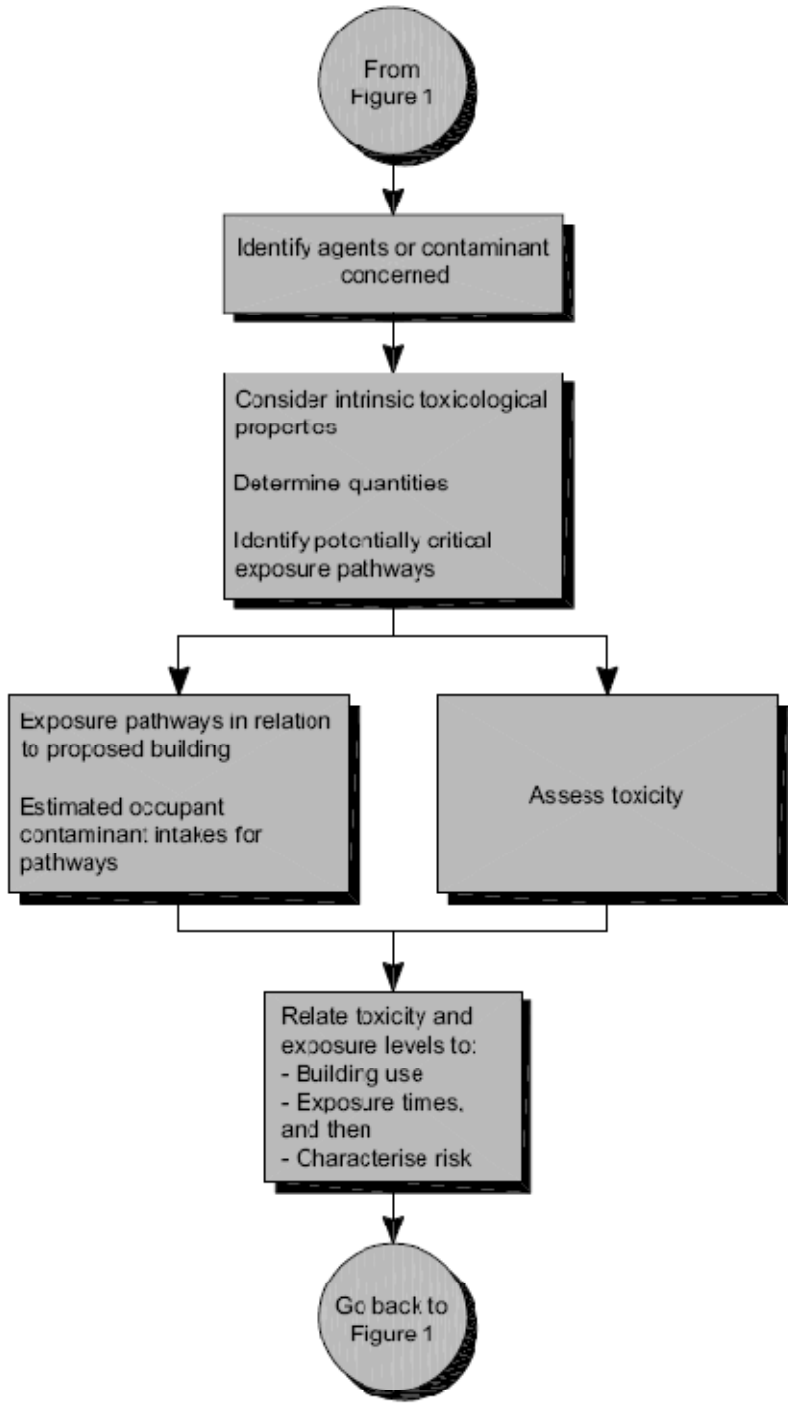 From
Figure 1
Identify agents or contaminant
concerned
Consider intrinsic toxicological
properties
Determine quantities
Identify potentially critical
exposure pathways
Exposure pathways in relation
to proposed building
Estimated occupant
contaminant intakes for
pathways
Assess toxicity
Relate toxicity and
exposure levels to:
- Building use
- Exposure times,
and then
- Characterise risk
Go back to
Figure 1